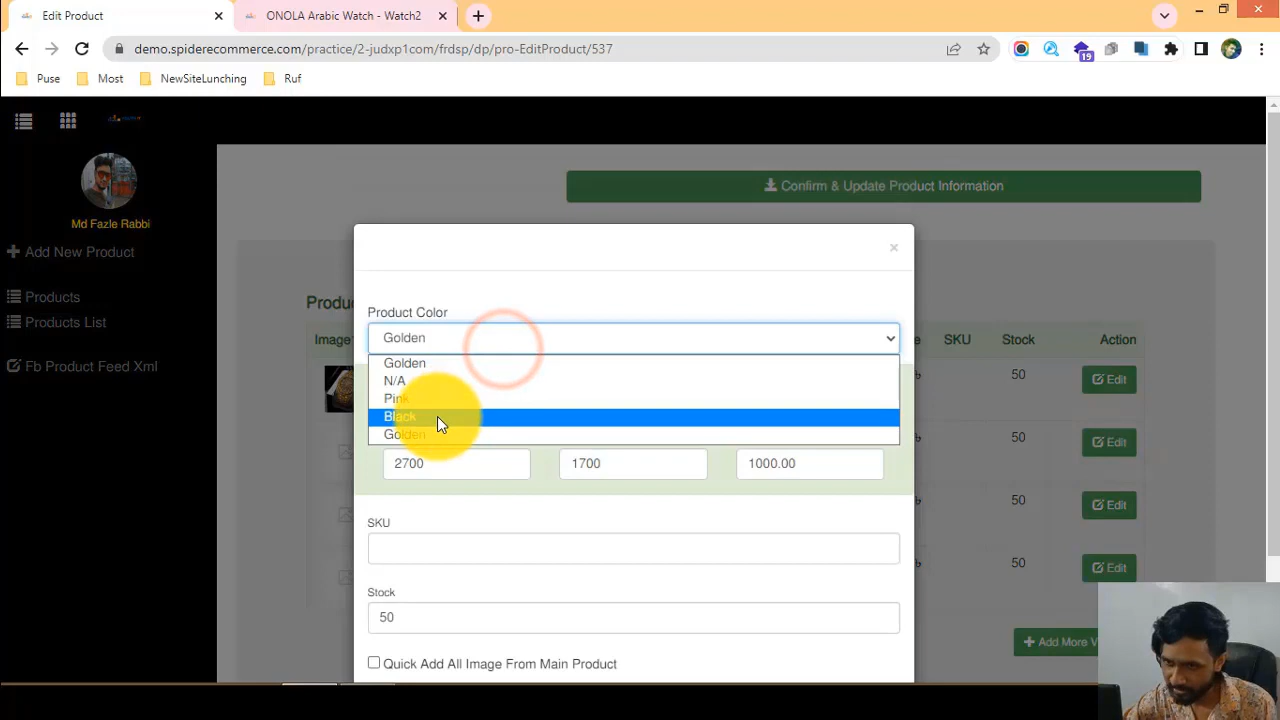 Edit Product
ONOLA Arabic Watch - Watch2
demo.spiderecommerce.com/practice/2-judxp1com/frdsp/dp/pro-EditProduct/537
19
Puse Most NewSiteLunching Ruf
Confirm & Update Product Information
Md Fazle Rabbi
Add New Product
Products
Products List
Fb Product Feed Xml
×
Product Color
Golden
Golden
N/A
Pink
Black
Golden
2700 1700 1000.00
SKU
Stock
50
Quick Add All Image From Main Product
Image SKU Stock Action
50 Edit
50 Edit
50 Edit
50 Edit
Add More